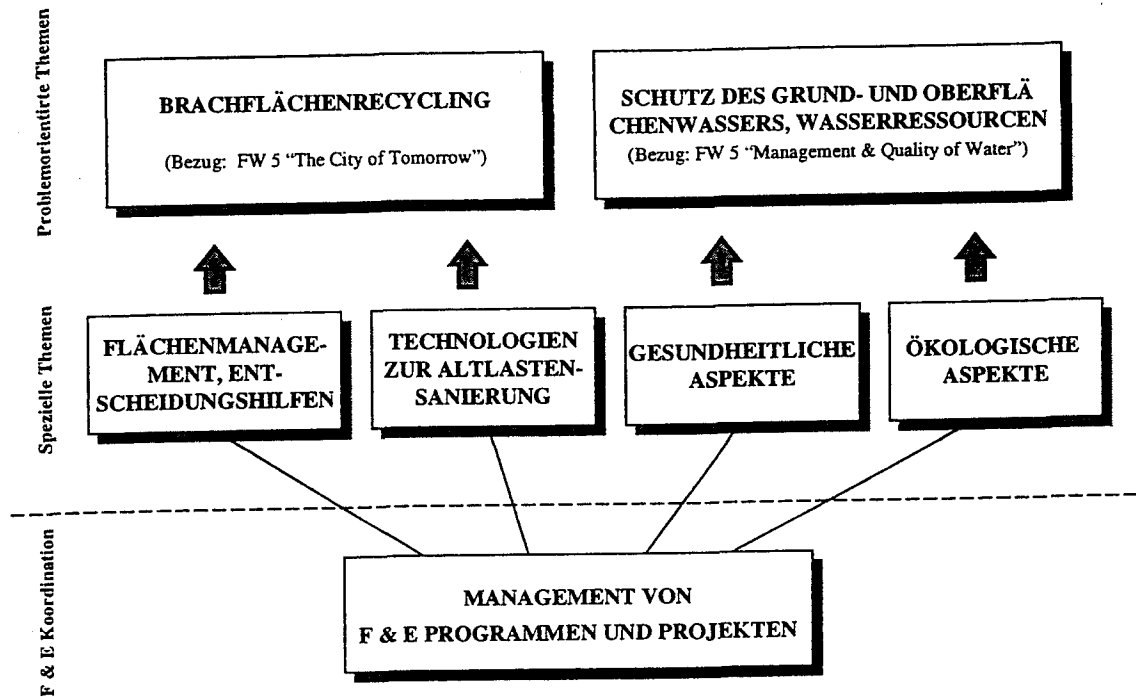 Problemorientirte Themen
BRACHFLÄCHENRECYCLING
(Bezug: FW 5 “The City of Tomorrow”)
SCHUTZ DES GRUND- UND OBERFLÄ
CHENWASSERS, WASSERRESSOURCEN
(Bezug: FW 5 “Management & Quality of Water”)
Spezielle Themen
FLÄCHENMANAGE-
MENT, ENT-
SCHEIDUNGSHILFEN
TECHNOLOGIEN
ZUR ALTLASTEN-
SANIERUNG
GESUNDHEITLICHE
ASPEKTE
ÖKOLOGISCHE
ASPEKTE
F & E Koordination
MANAGEMENT VON
F & E PROGRAMMEN UND PROJEKTEN